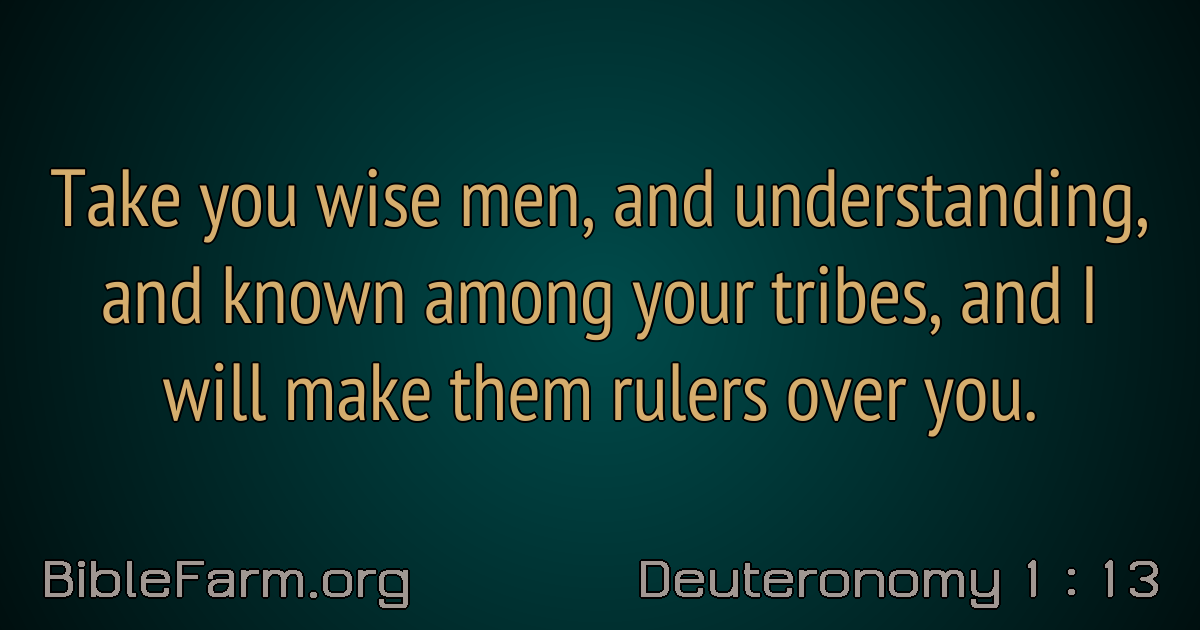 Take you wise men, and understanding,
and known among your tribes, and I
will make them rulers over you.
BibleFarm.org
Deuteronomy 1 : 13